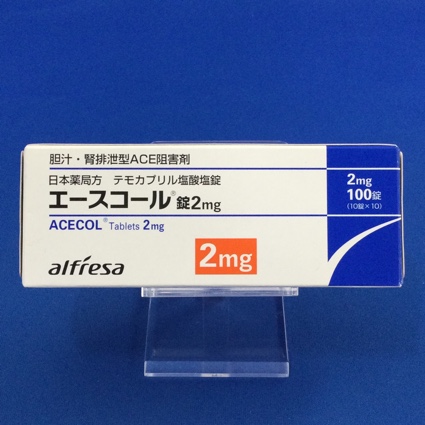 胆汁・腎排泄型ACE阻害剤
日本薬局方 テモカプリル塩酸塩錠
エースコール®錠2mg
ACECOL® Tablets 2mg
2mg
100錠
(10錠×10)
2mg
alfresa